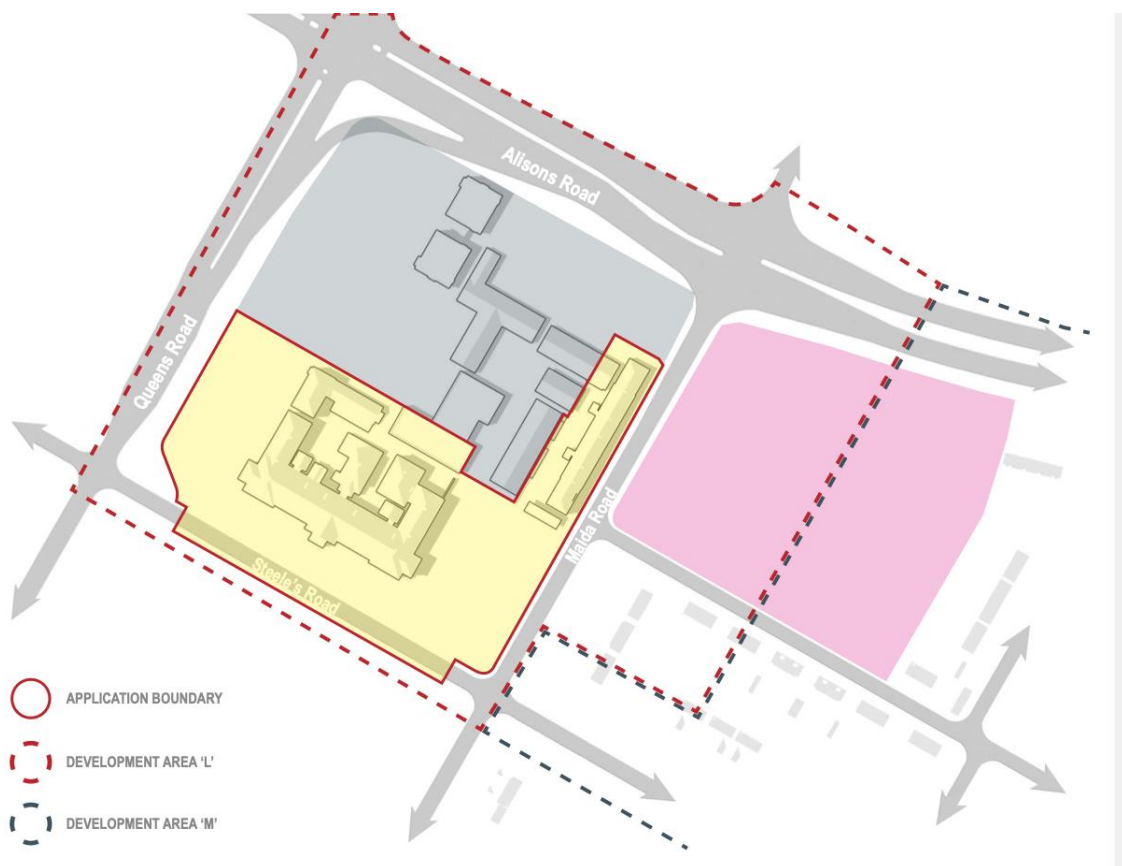 Alisons Road
Queens Road
Maida Road
Steele's Road
APPLICATION BOUNDARY
DEVELOPMENT AREA 'L'
DEVELOPMENT AREA 'M'